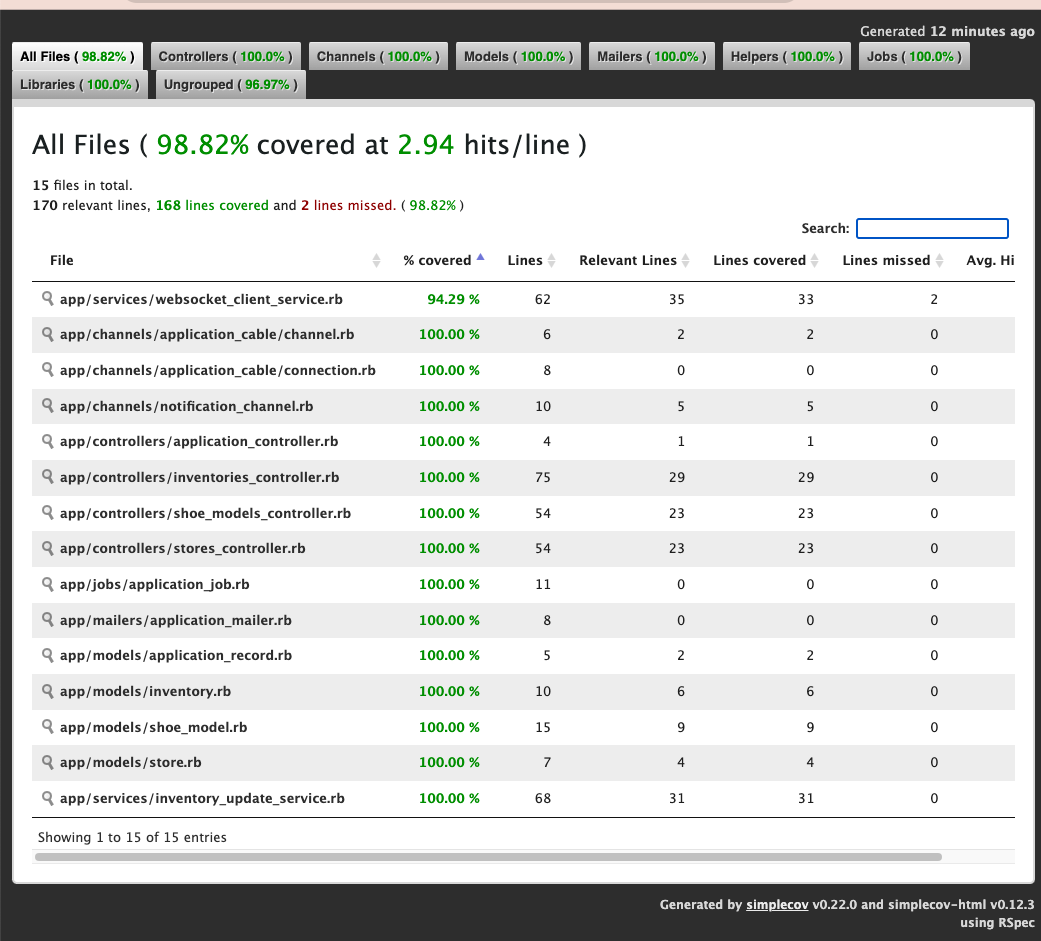 Generated 12 minutes ago
All Files ( 98.82% ) Controllers ( 100.0% ) Channels ( 100.0% ) Models ( 100.0% ) Mailers ( 100.0% ) Helpers ( 100.0% ) Jobs ( 100.0% )
Libraries ( 100.0% ) Ungrouped ( 96.97% )
All Files ( 98.82% covered at 2.94 hits/line )
15 files in total.
170 relevant lines, 168 lines covered and 2 lines missed. ( 98.82% )
Search:
File % covered Lines Relevant Lines Lines covered Lines missed Avg. Hi
app/services/websocket_client_service.rb 94.29 % 62 35 33 2
app/channels/application_cable/channel.rb 100.00 % 6 2 2 0
app/channels/application_cable/connection.rb 100.00 % 8 0 0 0
app/channels/notification_channel.rb 100.00 % 10 5 5 0
app/controllers/application_controller.rb 100.00 % 4 1 1 0
app/controllers/inventories_controller.rb 100.00 % 75 29 29 0
app/controllers/shoe_models_controller.rb 100.00 % 54 23 23 0
app/controllers/stores_controller.rb 100.00 % 54 23 23 0
app/jobs/application_job.rb 100.00 % 11 0 0 0
app/mailers/application_mailer.rb 100.00 % 8 0 0 0
app/models/application_record.rb 100.00 % 5 2 2 0
app/models/inventory.rb 100.00 % 10 6 6 0
app/models/shoe_model.rb 100.00 % 15 9 9 0
app/models/store.rb 100.00 % 7 4 4 0
app/services/inventory_update_service.rb 100.00 % 68 31 31 0
Showing 1 to 15 of 15 entries
Generated by simplecov v0.22.0 and simplecov-html v0.12.3
using RSpec